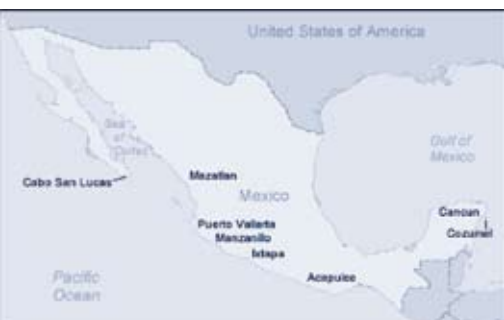 United States of America
Sea
of
Cortez
Gulf of
Mexico
Cabo San Lucas
Mazatlan
Mexico
Cancun
Cozumel
Puerto Vallarta
Manzanillo
Ixtapa
Acapulco
Pacific
Ocean